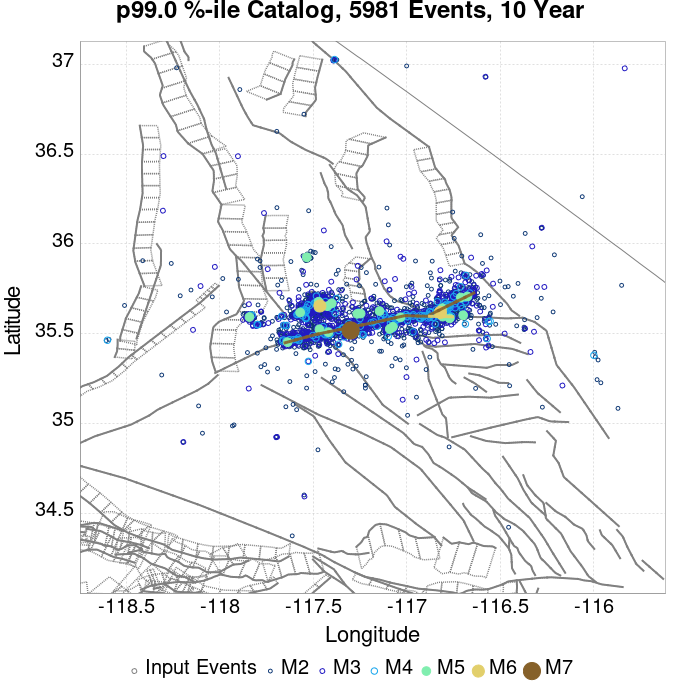 p99.0 %-ile Catalog, 5981 Events, 10 Year
37
36.5
36
35.5
35
34.5
Latitude
-118.5 -118 -117.5 -117 -116.5 -116
Longitude
Input Events M2 M3 M4 M5 M6 M7